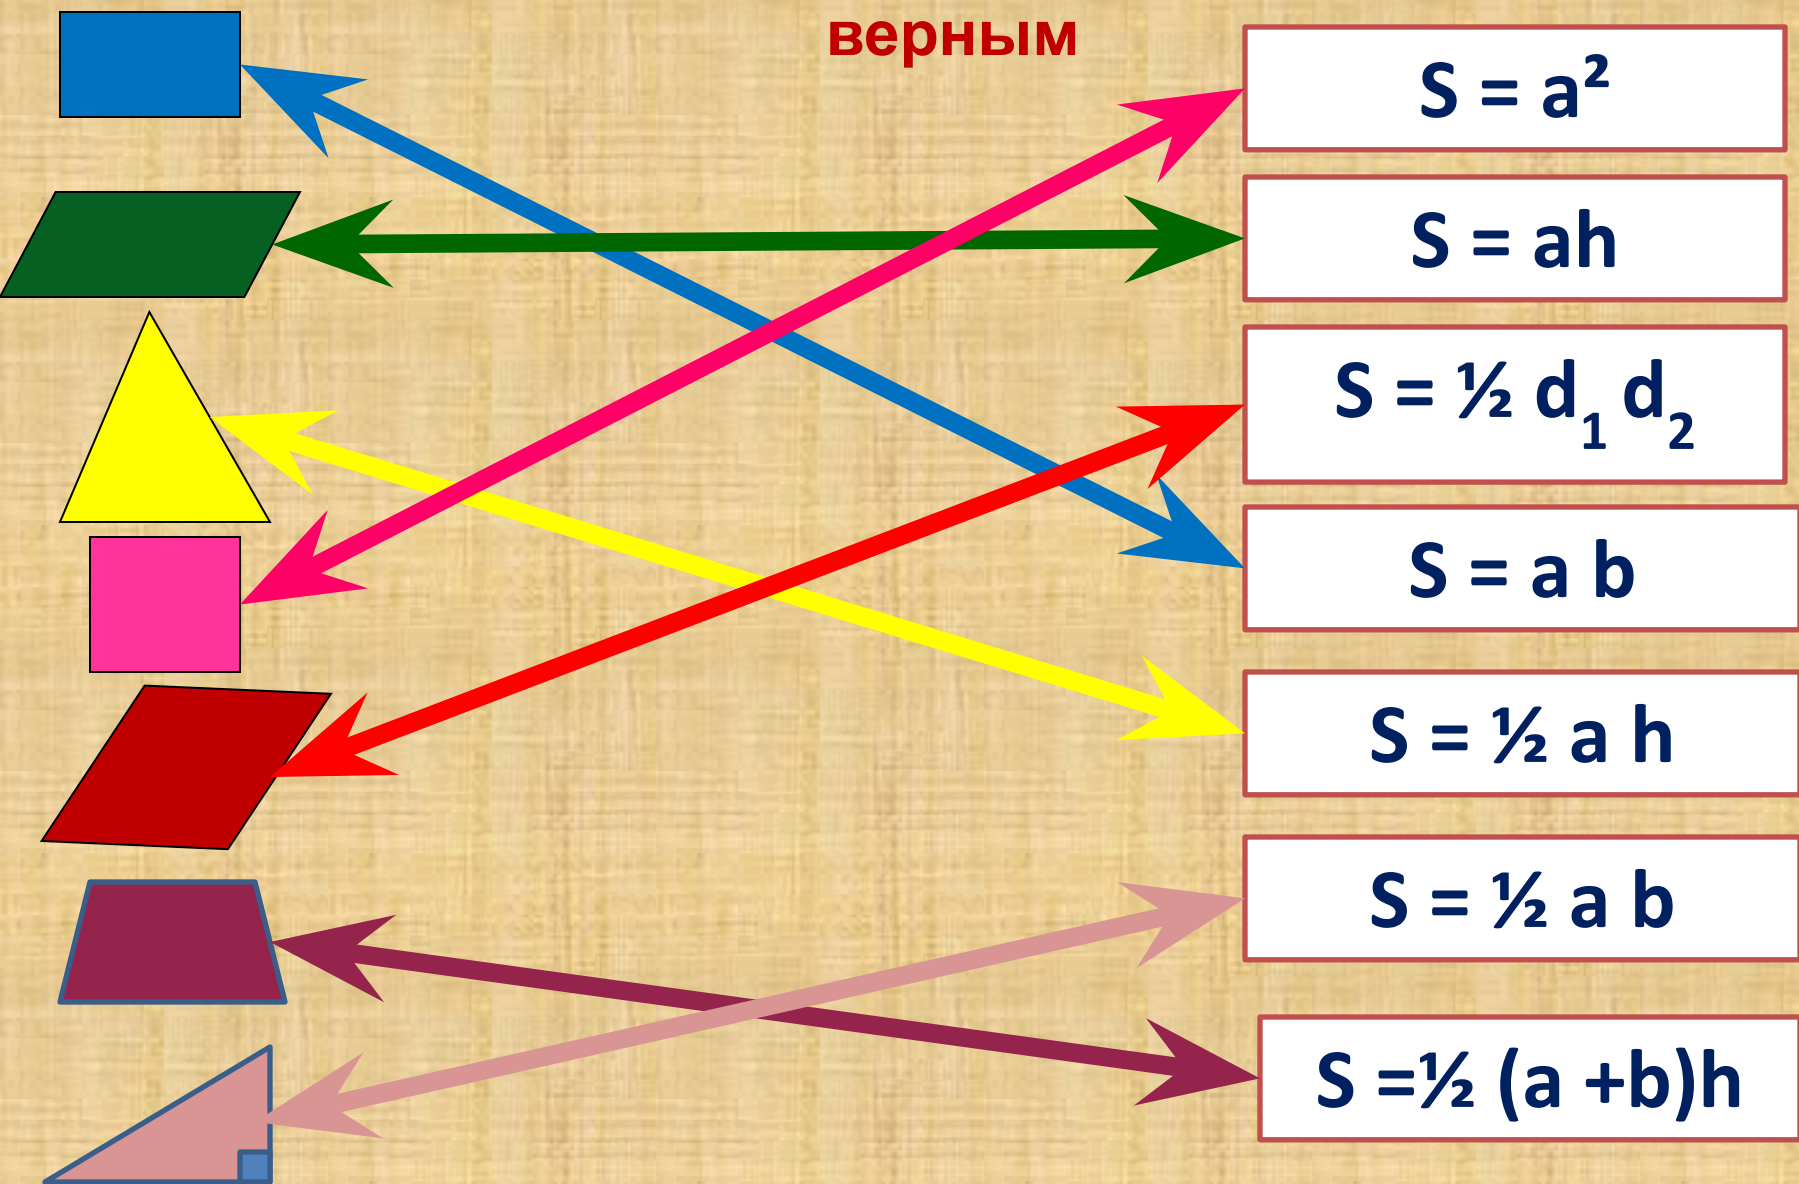 верным
S = a²
S = ah
S = ½ d₁ d₂
S = a b
S = ½ a h
S = ½ a b
S =½ (a +b)h